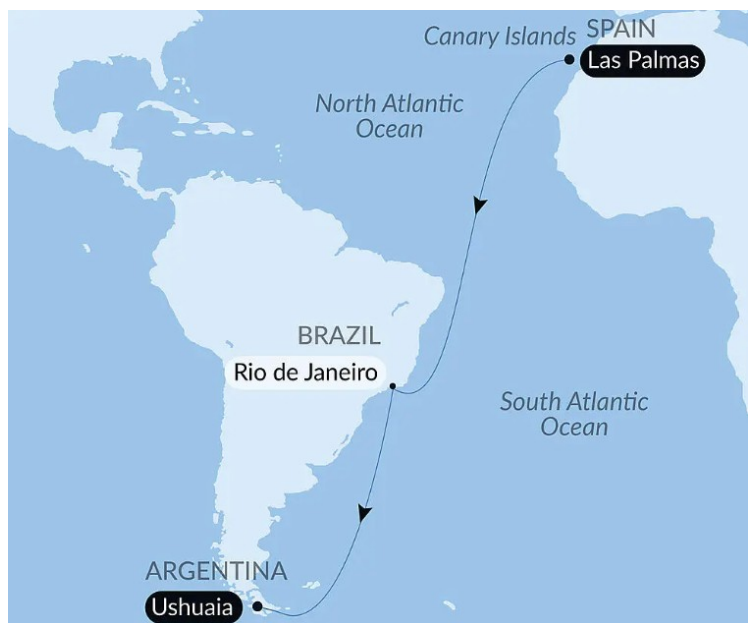 Canary Islands
SPAIN
Las Palmas
North Atlantic
Ocean
BRAZIL
Rio de Janeiro
South Atlantic
Ocean
ARGENTINA
Ushuaia